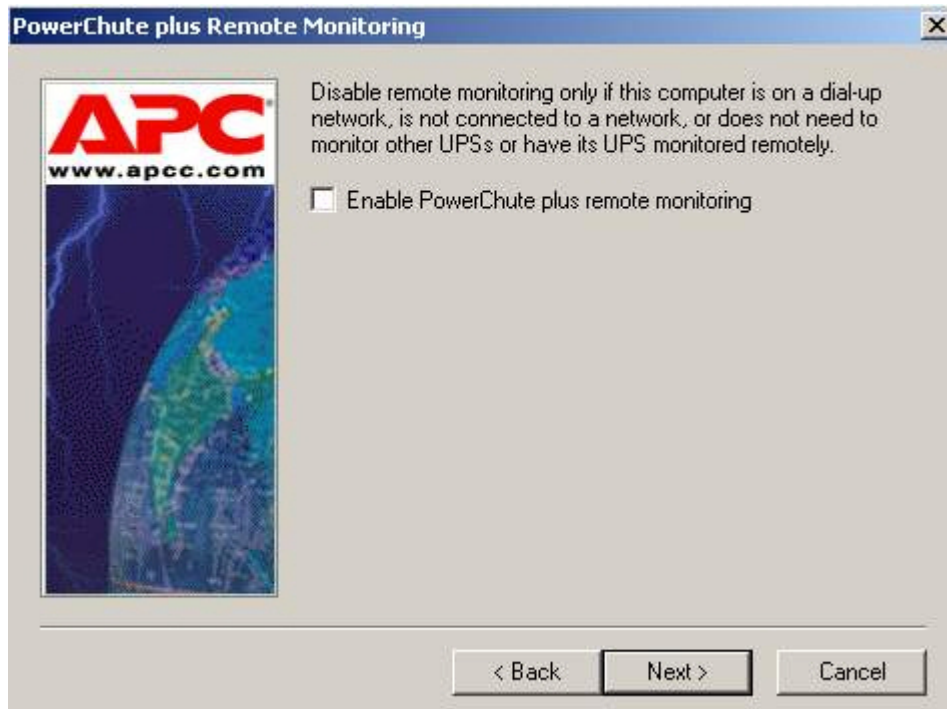 PowerChute plus Remote Monitoring
APC
www.apcc.com
Disable remote monitoring only if this computer is on a dial-up
network, is not connected to a network, or does not need to
monitor other UPSs or have its UPS monitored remotely.
Enable PowerChute plus remote monitoring
< Back
Next >
Cancel